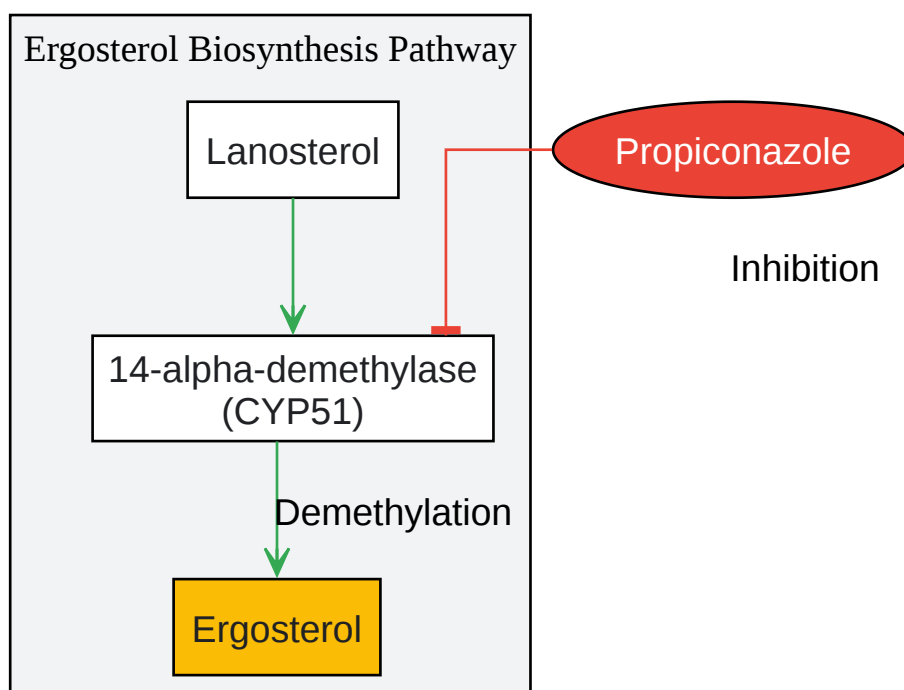 Ergosterol Biosynthesis Pathway
Lanosterol
Propiconazole
Inhibition
14-alpha-demethylase
(CYP51)
Demethylation
Ergosterol